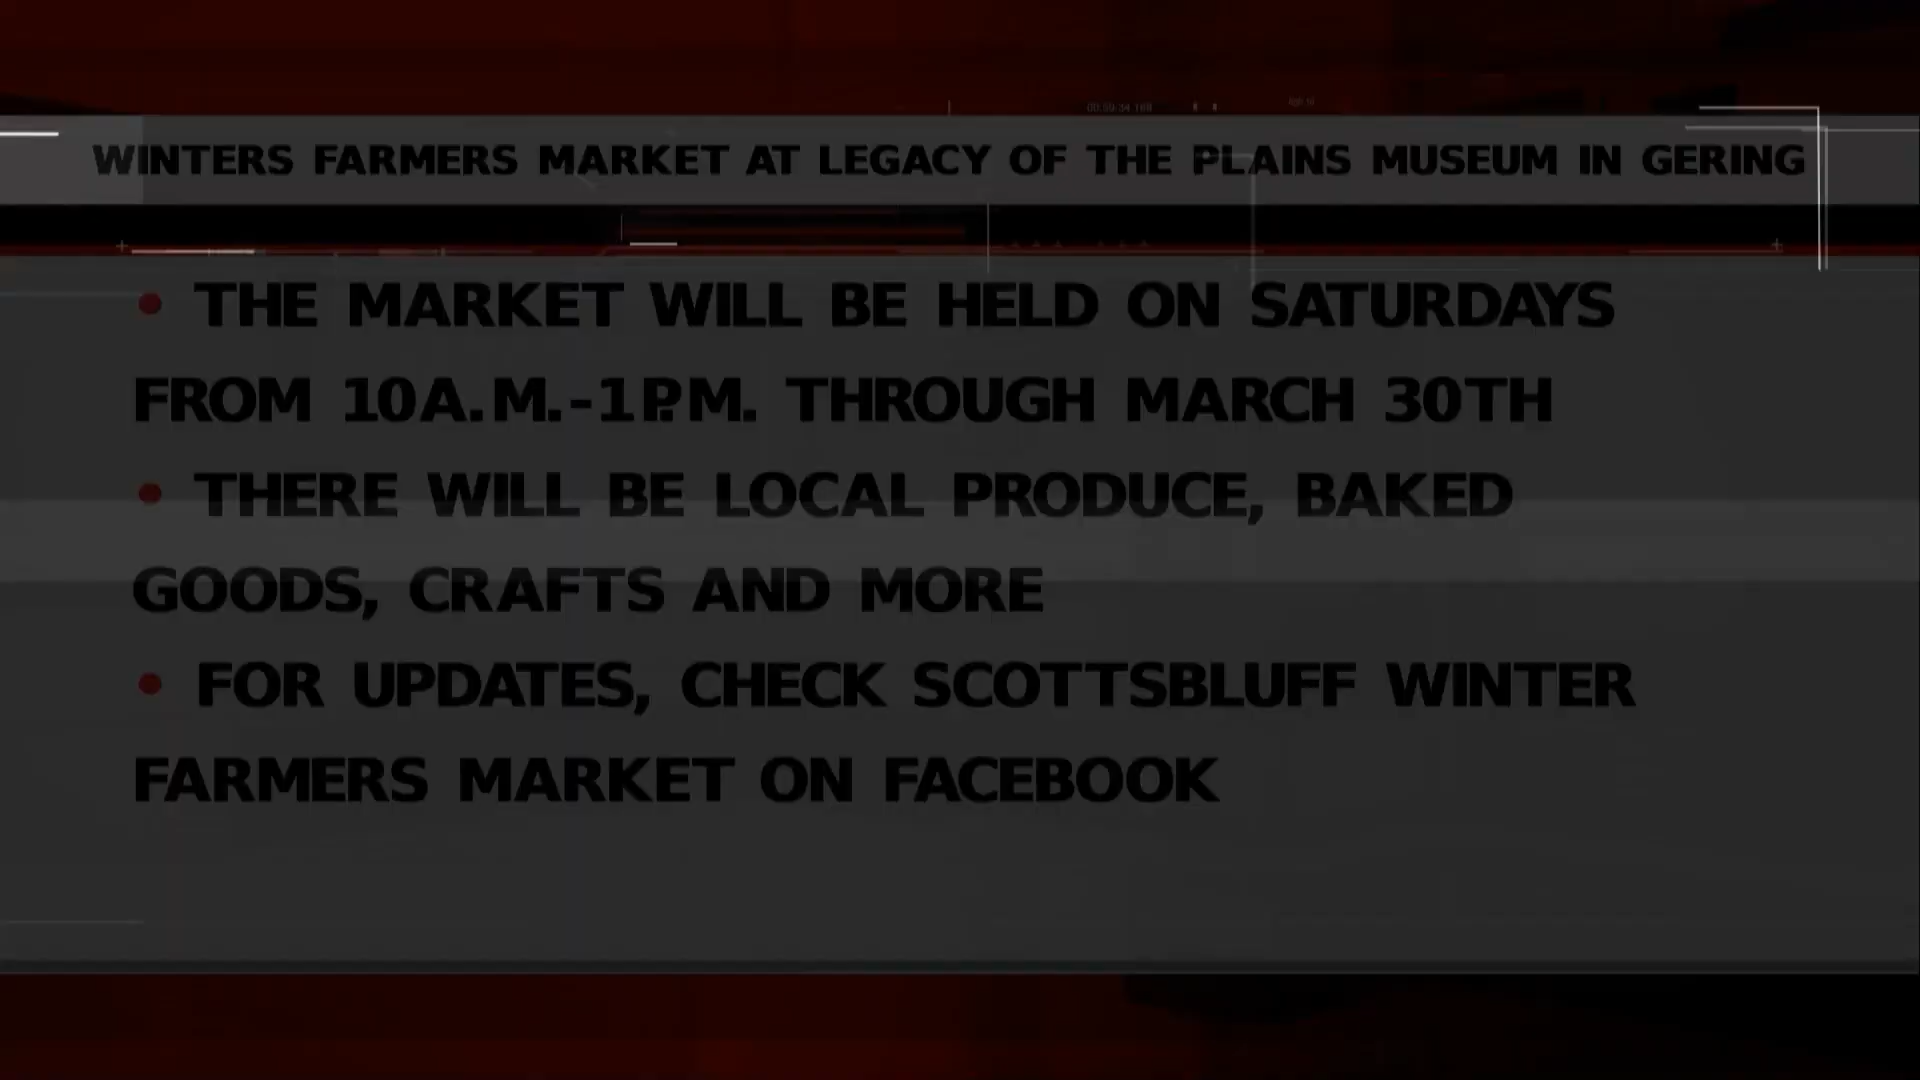 WINTERS FARMERS MARKET AT LEGACY OF THE PLAINS MUSEUM IN GERING
• THE MARKET WILL BE HELD ON SATURDAYS
FROM 10A.M.-1P.M. THROUGH MARCH 30TH
• THERE WILL BE LOCAL PRODUCE, BAKED
GOODS, CRAFTS AND MORE
• FOR UPDATES, CHECK SCOTTSBLUFF WINTER
FARMERS MARKET ON FACEBOOK